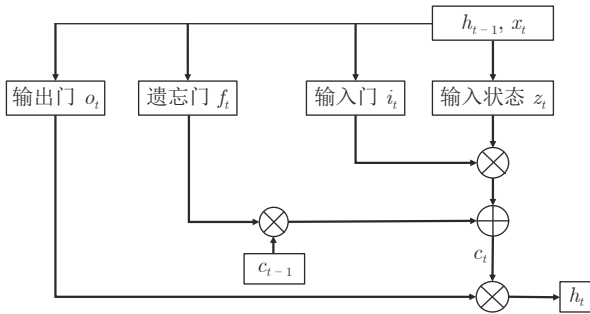 h_{t-1}, x_t
输出门 o_t
遗忘门 f_t
输入门 i_t
输入状态 z_t
c_{t-1}
c_t
h_t